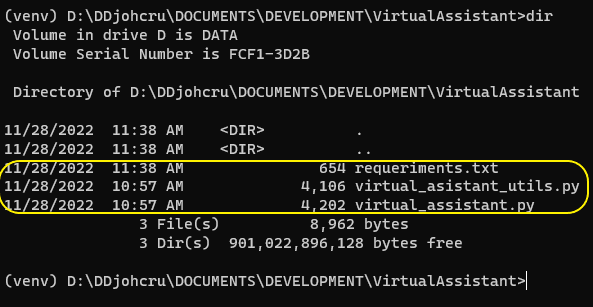 (venv) D:\DDjohcru\DOCUMENTS\DEVELOPMENT\VirtualAssistant>dir
Volume in drive D is DATA
Volume Serial Number is FCF1-3D2B
Directory of D:\DDjohcru\DOCUMENTS\DEVELOPMENT\VirtualAssistant
11/28/2022 11:38 AM <DIR> .
11/28/2022 11:38 AM <DIR> ..
11/28/2022 11:38 AM 654 requeriments.txt
11/28/2022 10:57 AM 4,106 virtual_asistant_utils.py
11/28/2022 10:57 AM 4,202 virtual_assistant.py
3 File(s) 8,962 bytes
3 Dir(s) 901,022,896,128 bytes free
(venv) D:\DDjohcru\DOCUMENTS\DEVELOPMENT\VirtualAssistant>